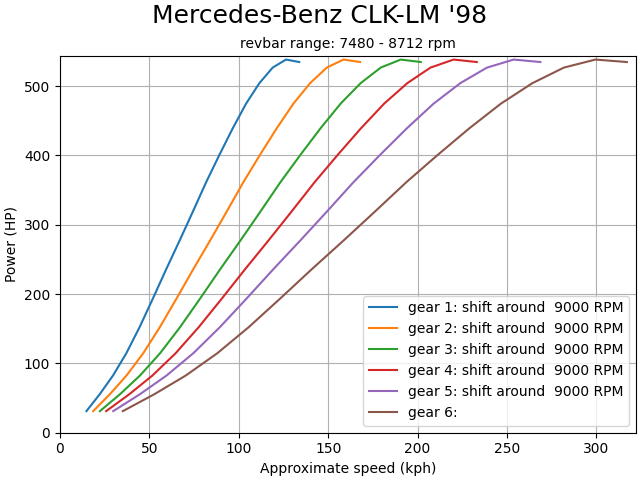 Mercedes-Benz CLK-LM '98
revbar range: 7480 - 8712 rpm
Power (HP)
500
400
300
200
100
0
gear 1: shift around  9000 RPM
gear 2: shift around  9000 RPM
gear 3: shift around  9000 RPM
gear 4: shift around  9000 RPM
gear 5: shift around  9000 RPM
gear 6:
0 50 100 150 200 250 300
Approximate speed (kph)